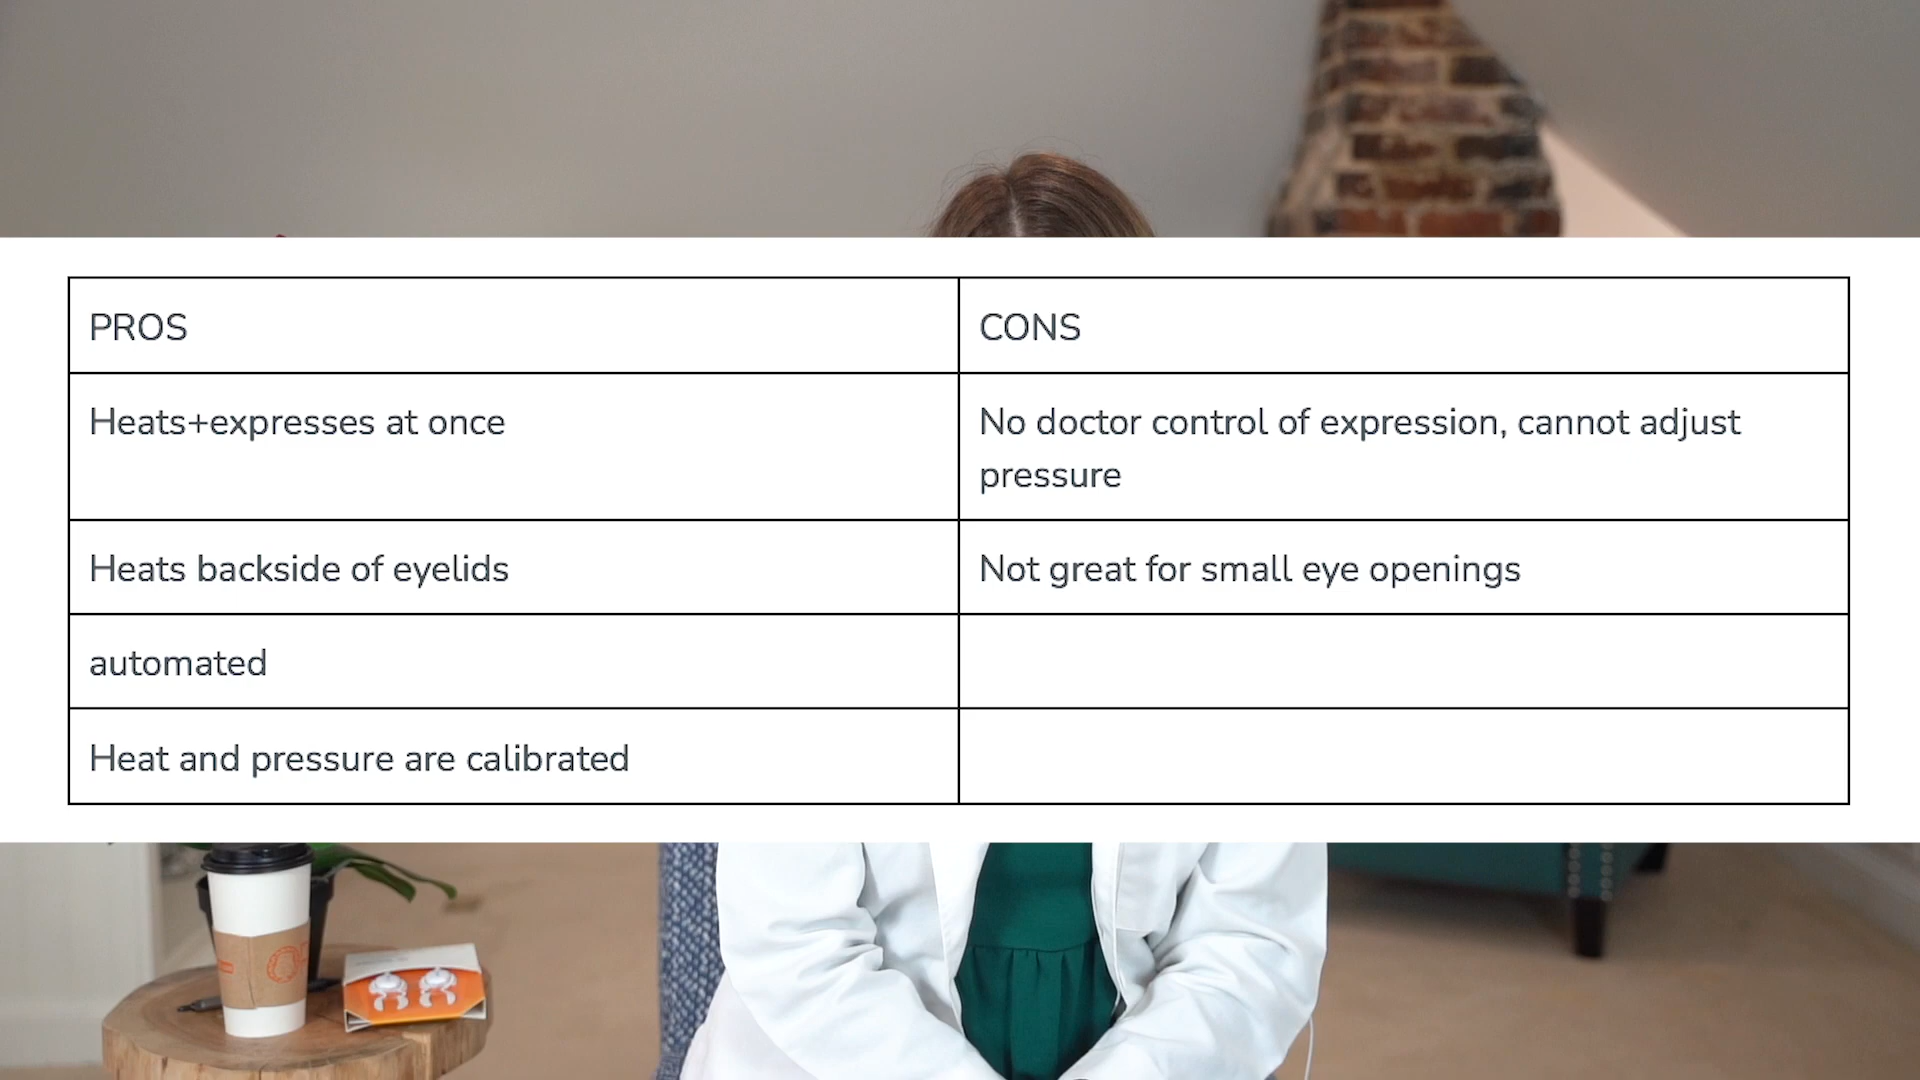 PROS
CONS
Heats+expresses at once
No doctor control of expression, cannot adjust
pressure
Heats backside of eyelids
Not great for small eye openings
automated
Heat and pressure are calibrated